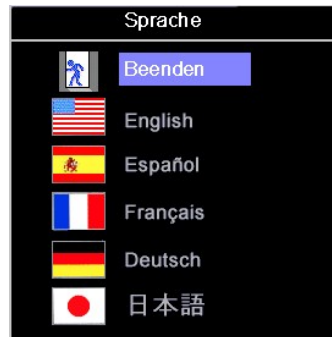 Sprache
Beenden
English
Español
Français
Deutsch
日本語